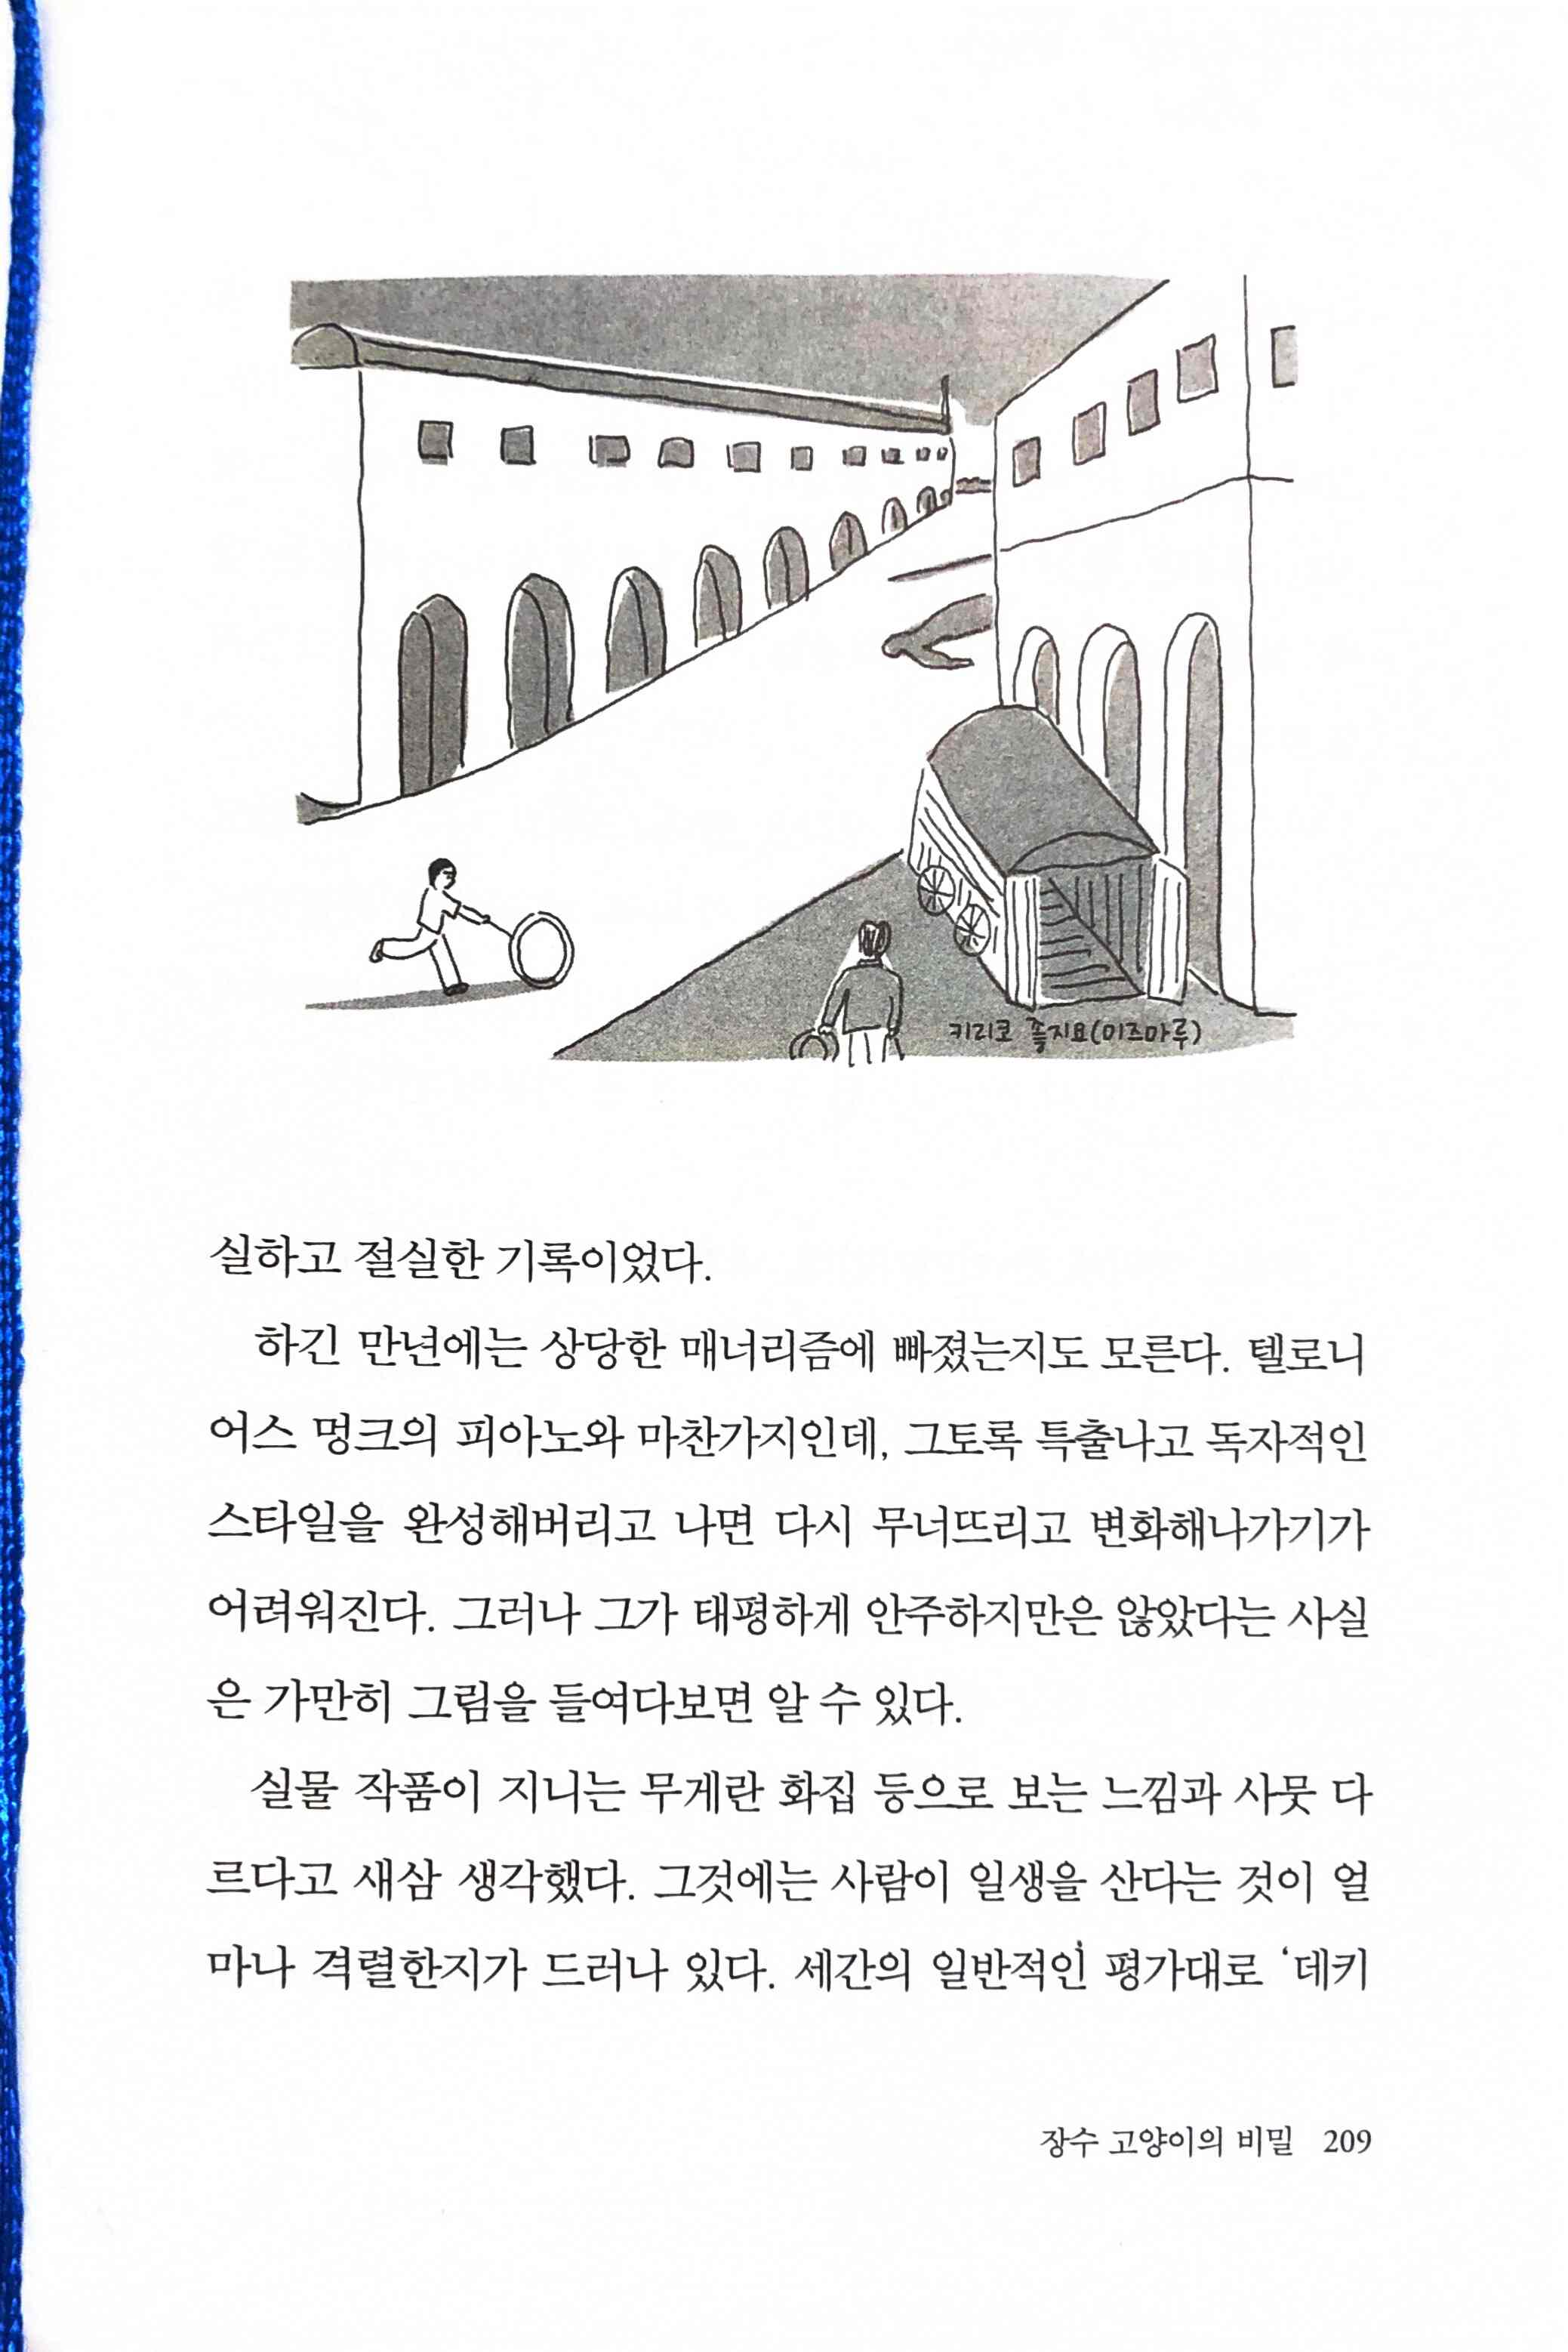 키리코 좋지요(미즈마루)
실하고 절실한 기록이었다.
하긴 만년에는 상당한 매너리즘에 빠졌는지도 모른다. 텔로니
어스 멍크의 피아노와 마찬가지인데, 그토록 특출나고 독자적인
스타일을 완성해버리고 나면 다시 무너뜨리고 변화해나가기가
어려워진다. 그러나 그가 태평하게 안주하지만은 않았다는 사실
은 가만히 그림을 들여다보면 알 수 있다.
실물 작품이 지니는 무게란 화집 등으로 보는 느낌과 사뭇 다
르다고 새삼 생각했다. 그것에는 사람이 일생을 산다는 것이 얼
마나 격렬한지가 드러나 있다. 세간의 일반적인 평가대로 ‘데키
장수 고양이의 비밀 209